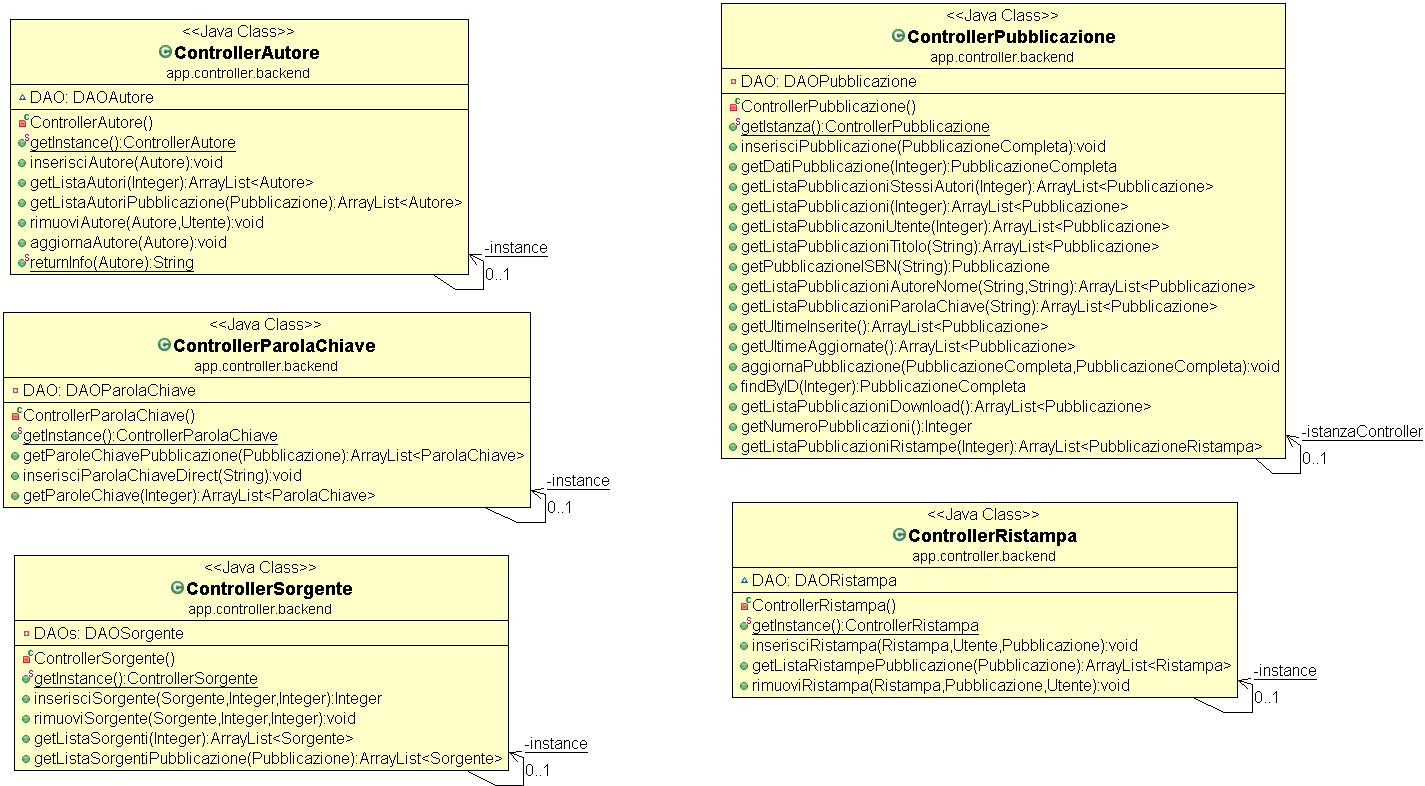 <<Java Class>>
ControllerAutore
app.controller.backend
DAO: DAOAutore
ControllerAutore()
getInstance():ControllerAutore
inserisciAutore(Autore):void
getListaAutori(Integer):ArrayList<Autore>
getListaAutoriPubblicazione(Pubblicazione):ArrayList<Autore>
rimuoviAutore(Autore,Utente):void
aggiornaAutore(Autore):void
returnInfo(Autore):String
-instance
0..1
<<Java Class>>
ControllerParolaChiave
app.controller.backend
DAO: DAOParolaChiave
ControllerParolaChiave()
getInstance():ControllerParolaChiave
getParoleChiavePubblicazione(Pubblicazione):ArrayList<ParolaChiave>
inserisciParolaChiaveDirect(String):void
getParoleChiave(Integer):ArrayList<ParolaChiave>
-instance
0..1
<<Java Class>>
ControllerSorgente
app.controller.backend
DAOs: DAOSorgente
ControllerSorgente()
getInstance():ControllerSorgente
inserisciSorgente(Sorgente,Integer,Integer):Integer
rimuoviSorgente(Sorgente,Integer,Integer):void
getListaSorgenti(Integer):ArrayList<Sorgente>
getListaSorgentiPubblicazione(Pubblicazione):ArrayList<Sorgente>
-instance
0..1
<<Java Class>>
ControllerPubblicazione
app.controller.backend
DAO: DAOPubblicazione
ControllerPubblicazione()
getIstanza():ControllerPubblicazione
inserisciPubblicazione(PubblicazioneCompleta):void
getDatiPubblicazione(Integer):PubblicazioneCompleta
getListaPubblicazioniStessiAutori(Integer):ArrayList<Pubblicazione>
getListaPubblicazioni(Integer):ArrayList<Pubblicazione>
getListaPubblicazoniUtente(Integer):ArrayList<Pubblicazione>
getListaPubblicazioniTitolo(String):ArrayList<Pubblicazione>
getPubblicazioneISBN(String):Pubblicazione
getListaPubblicazioniAutoreNome(String,String):ArrayList<Pubblicazione>
getListaPubblicazioniParolaChiave(String):ArrayList<Pubblicazione>
getUltimeInserite():ArrayList<Pubblicazione>
getUltimeAggiornate():ArrayList<Pubblicazione>
aggiornaPubblicazione(PubblicazioneCompleta,PubblicazioneCompleta):void
findByID(Integer):PubblicazioneCompleta
getListaPubblicazioniDownload():ArrayList<Pubblicazione>
getNumeroPubblicazioni():Integer
getListaPubblicazioniRistampe(Integer):ArrayList<PubblicazioneRistampa>
-istanzaController
0..1
<<Java Class>>
ControllerRistampa
app.controller.backend
DAO: DAORistampa
ControllerRistampa()
getInstance():ControllerRistampa
inserisciRistampa(Ristampa,Utente,Pubblicazione):void
getListaRistampePubblicazione(Pubblicazione):ArrayList<Ristampa>
rimuoviRistampa(Ristampa,Pubblicazione,Utente):void
-instance
0..1